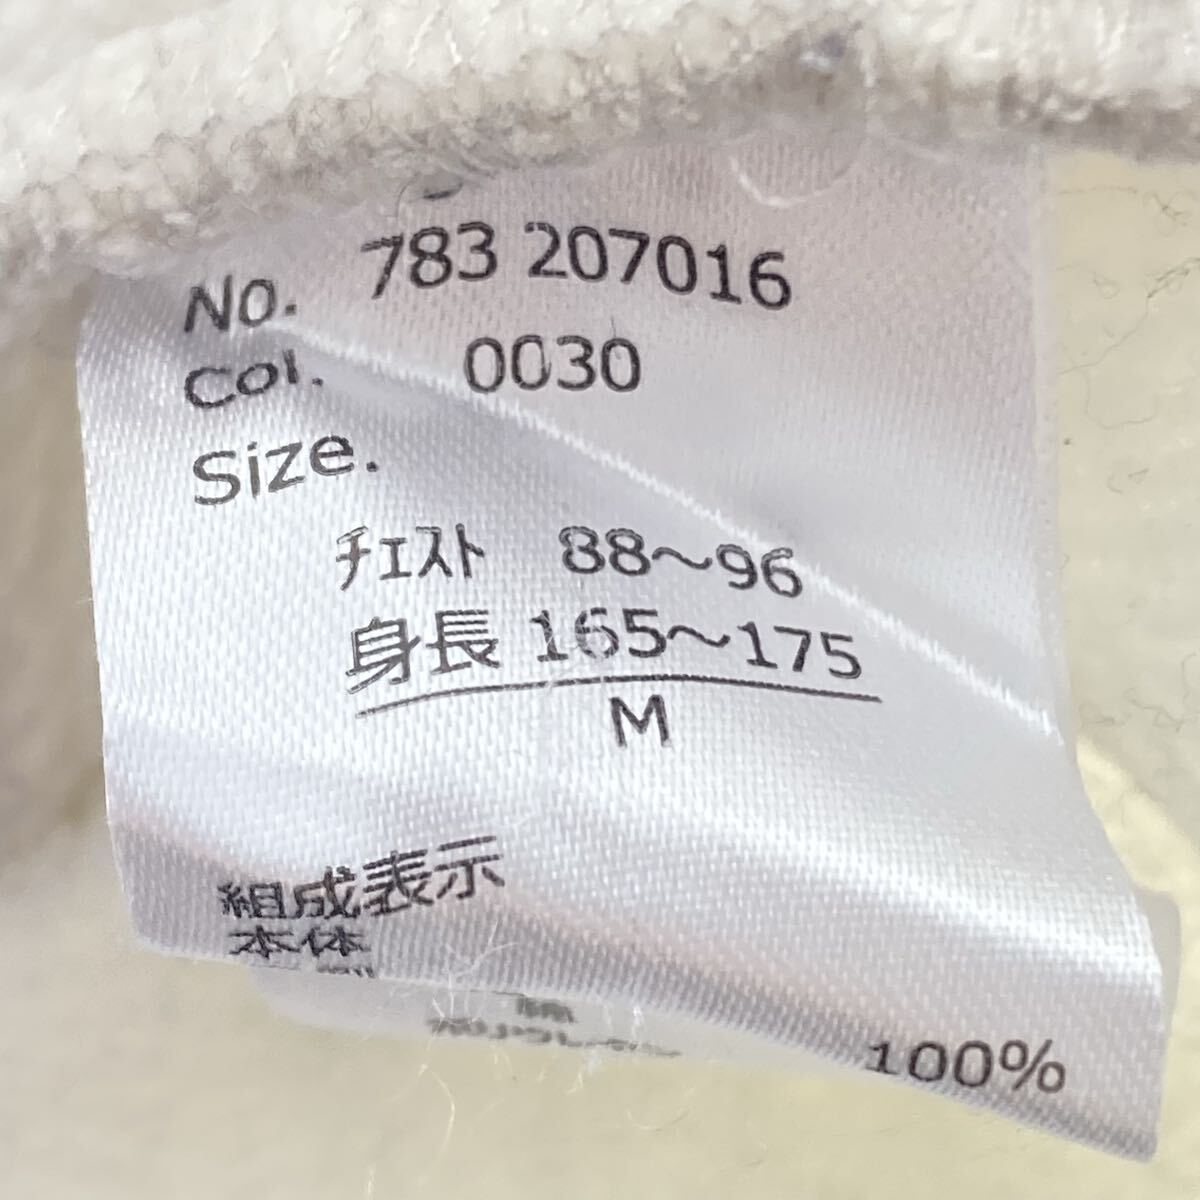 No. 783 207016
Col. 0030
Size.
チェスト 88～96
身長 165～175
M
組成表示
本体
綿
100%